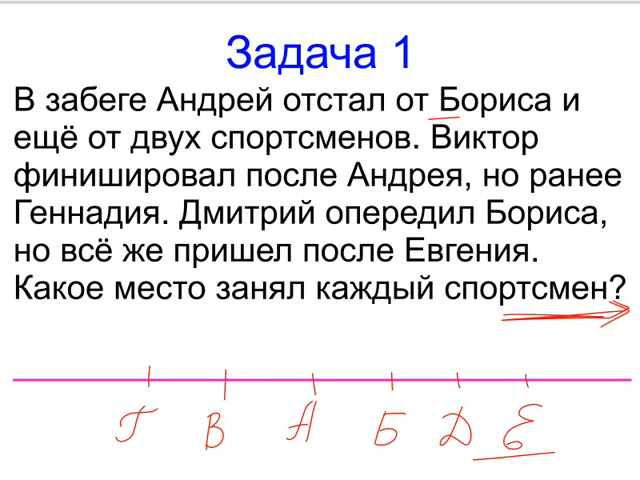 Задача 1
В забеге Андрей отстал от Бориса и
ещё от двух спортсменов. Виктор
финишировал после Андрея, но ранее
Геннадия. Дмитрий опередил Бориса,
но всё же пришел после Евгения.
Какое место занял каждый спортсмен?
Г В А Б Д Е